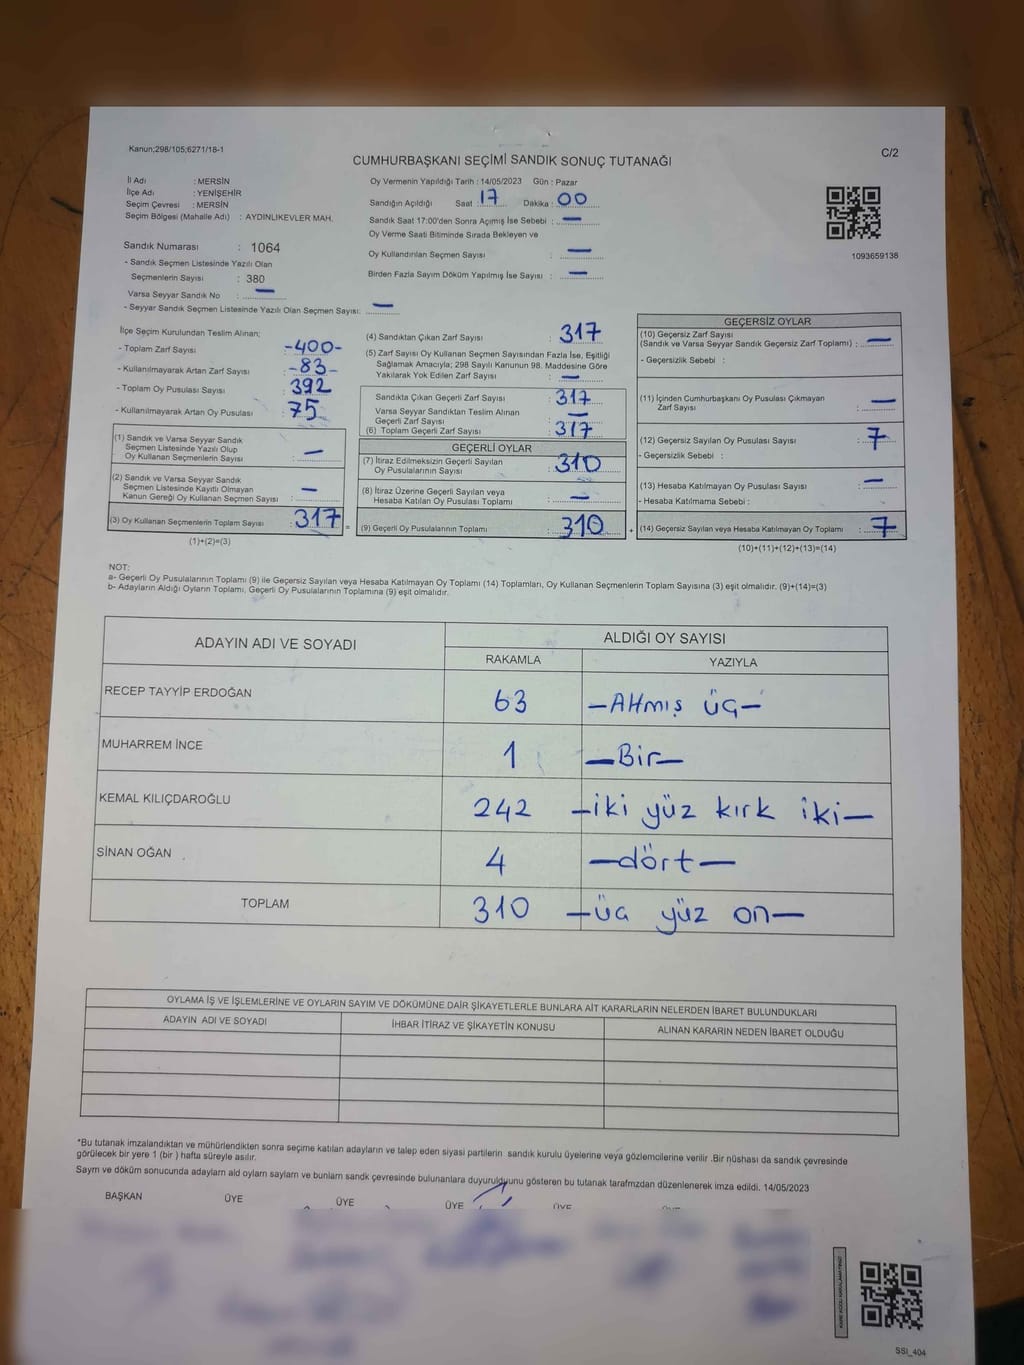 Kanun;298/105;6271/18-1
CUMHURBAŞKANI SEÇİMİ SANDIK SONUÇ TUTANAĞI
C/2
İl Adı : MERSİN
İlçe Adı : YENİŞEHİR
Seçim Çevresi : MERSİN
Seçim Bölgesi (Mahalle Adı) : AYDINLIKEVLER MAH.
Sandık Numarası : 1064
- Sandık Seçmen Listesinde Yazılı Olan
Seçmenlerin Sayısı : 380
Varsa Seyyar Sandık No : —
- Seyyar Sandık Seçmen Listesinde Yazılı Olan Seçmen Sayısı: —
Oy Vermenin Yapıldığı Tarih : 14/05/2023 Gün : Pazar
Sandığın Açıldığı Saat : 17 Dakika : 00
Sandık Saat 17:00'den Sonra Açımış İse Sebebi : —
Oy Verme Saati Bitiminde Sırada Bekleyen ve
Oy Kullandırılan Seçmen Sayısı : —
Birden Fazla Sayım Döküm Yapılmış İse Sayısı : —
1093659138
İlçe Seçim Kurulundan Teslim Alınan;
- Toplam Zarf Sayısı : -400-
- Kullanılmayarak Artan Zarf Sayısı : -83-
- Toplam Oy Pusulası Sayısı : 392
- Kullanılmayarak Artan Oy Pusulası : 75
(1) Sandık ve Varsa Seyyar Sandık
Seçmen Listesinde Yazılı Olup
Oy Kullanan Seçmenlerin Sayısı : —
(2) Sandık ve Varsa Seyyar Sandık
Seçmen Listesinde Kayıtlı Olmayan
Kanun Gereği Oy Kullanan Seçmen Sayısı : —
(3) Oy Kullanan Seçmenlerin Toplam Sayısı : 317 =
(1)+(2)=(3)
(4) Sandıktan Çıkan Zarf Sayısı : 317
(5) Zarf Sayısı Oy Kullanan Seçmen Sayısından Fazla İse, Eşitliği
Sağlamak Amacıyla; 298 Sayılı Kanunun 98. Maddesine Göre
Yakılarak Yok Edilen Zarf Sayısı : —
Sandıkta Çıkan Geçerli Zarf Sayısı : 317
Varsa Seyyar Sandıktan Teslim Alınan
Geçerli Zarf Sayısı : —
(6) Toplam Geçerli Zarf Sayısı : 317
GEÇERLİ OYLAR
(7) İtiraz Edilmeksizin Geçerli Sayılan
Oy Pusulalarının Sayısı : 310
(8) İtiraz Üzerine Geçerli Sayılan veya
Hesaba Katılan Oy Pusulası Toplamı : —
(9) Geçerli Oy Pusulalarının Toplamı : 310 +
GEÇERSİZ OYLAR
(10) Geçersiz Zarf Sayısı
(Sandık ve Varsa Seyyar Sandık Geçersiz Zarf Toplamı) : —
- Geçersizlik Sebebi :
(11) İçinden Cumhurbaşkanı Oy Pusulası Çıkmayan
Zarf Sayısı : —
(12) Geçersiz Sayılan Oy Pusulası Sayısı : 7
- Geçersizlik Sebebi :
(13) Hesaba Katılmayan Oy Pusulası Sayısı : —
- Hesaba Katılmama Sebebi :
(14) Geçersiz Sayılan veya Hesaba Katılmayan Oy Toplamı : 7
(10)+(11)+(12)+(13)=(14)
NOT:
a- Geçerli Oy Pusulalarının Toplamı (9) ile Geçersiz Sayılan veya Hesaba Katılmayan Oy Toplamı (14) Toplamları, Oy Kullanan Seçmenlerin Toplam Sayısına (3) eşit olmalıdır. (9)+(14)=(3)
b- Adayların Aldığı Oyların Toplamı, Geçerli Oy Pusulalarının Toplamına (9) eşit olmalıdır.
ADAYIN ADI VE SOYADI ALDIĞI OY SAYISI
RAKAMLA YAZIYLA
RECEP TAYYİP ERDOĞAN 63 —Altmış üç—
MUHARREM İNCE 1 —Bir—
KEMAL KILIÇDAROĞLU 242 —iki yüz kırk iki—
SİNAN OĞAN 4 —dört—
TOPLAM 310 —üç yüz on—
OYLAMA İŞ VE İŞLEMLERİNE VE OYLARIN SAYIM VE DÖKÜMÜNE DAİR ŞİKAYETLERLE BUNLARA AİT KARARLARIN NELERDEN İBARET BULUNDUKLARI
ADAYIN ADI VE SOYADI İHBAR İTİRAZ VE ŞİKAYETİN KONUSU ALINAN KARARIN NEDEN İBARET OLDUĞU
*Bu tutanak imzalandıktan ve mühürlendikten sonra seçime katılan adayların ve talep eden siyasi partilerin sandık kurulu üyelerine veya gözlemcilerine verilir .Bir nüshası da sandık çevresinde
görülecek bir yere 1 (bir ) hafta süreyle asılır.
Sayım ve döküm sonucunda adayların ald oyların sayların ve bunların sandk çevresinde bulunanlara duyurulduunu gösteren bu tutanak tarafmzdan düzenlenerek imza edildi. 14/05/2023
BAŞKAN ÜYE ÜYE ÜYE ÜYE
SSI_404